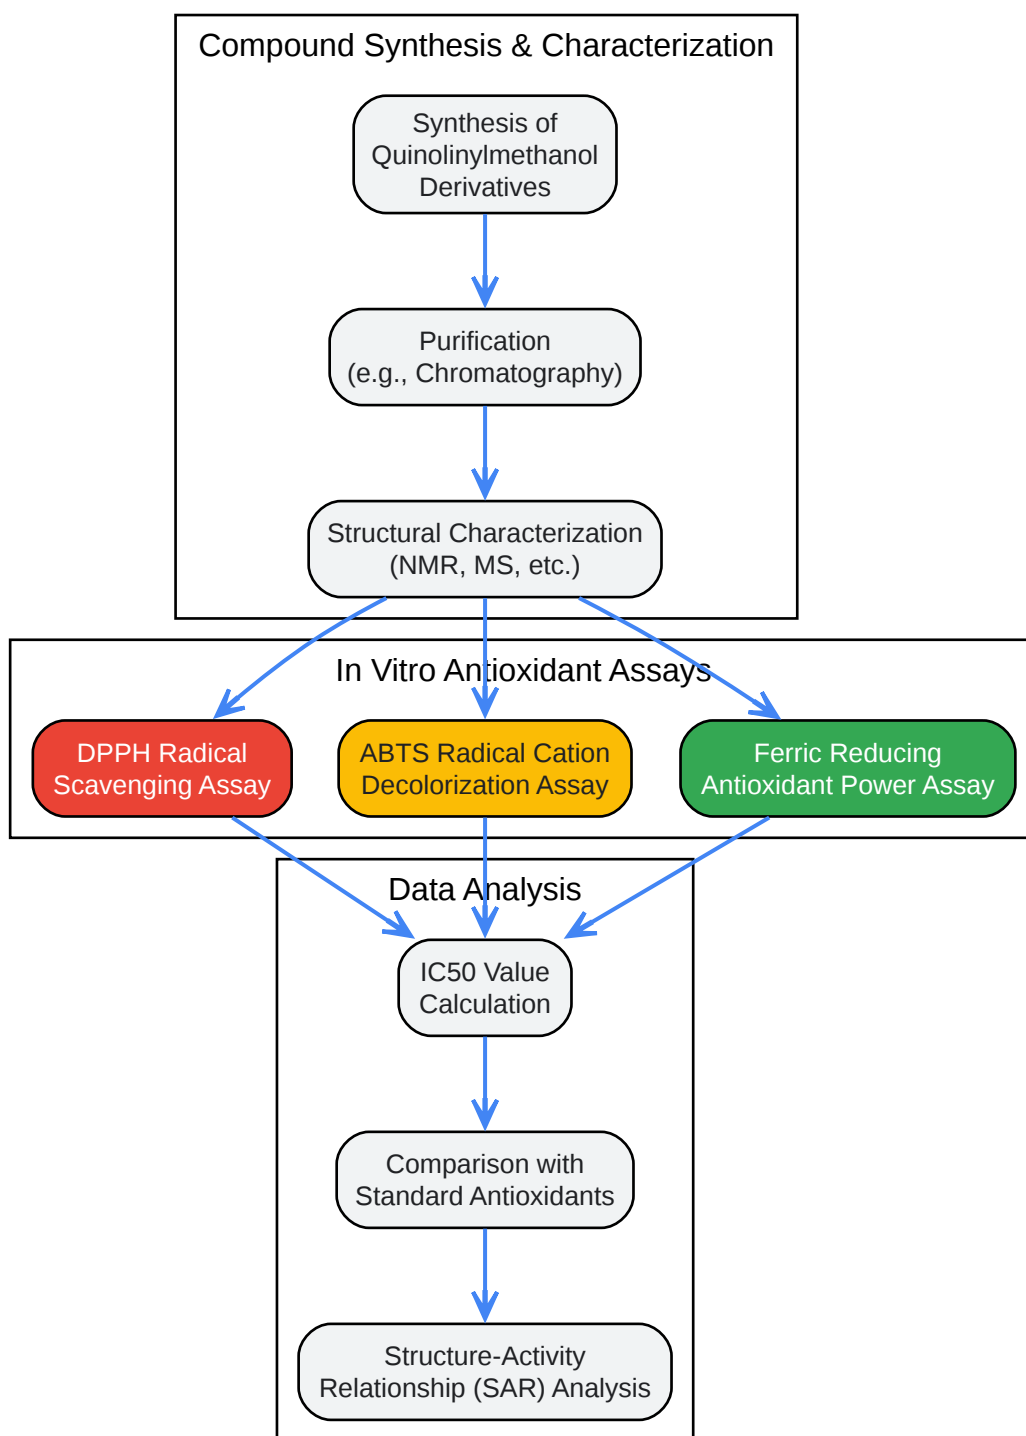 Compound Synthesis & Characterization
Synthesis of
Quinolinylmethanol
Derivatives
Purification
(e.g., Chromatography)
Structural Characterization
(NMR, MS, etc.)
In Vitro Antioxidant Assays
DPPH Radical
Scavenging Assay
ABTS Radical Cation
Decolorization Assay
Ferric Reducing
Antioxidant Power Assay
Data Analysis
IC50 Value
Calculation
Comparison with
Standard Antioxidants
Structure-Activity
Relationship (SAR) Analysis